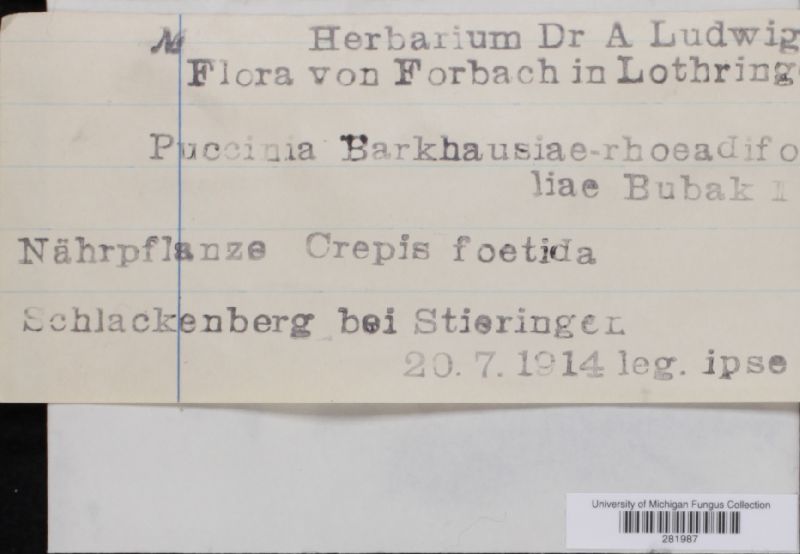 Herbarium Dr A Ludwig
Flora von Forbach in Lothring
Puccinia Barkhausiae-rhoeadifo
liae Bubak I
Nährpflanze Crepis foetida
Schlackenberg bei Stieringen
20. 7. 1914 leg. ipse
University of Michigan Fungus Collection
281987